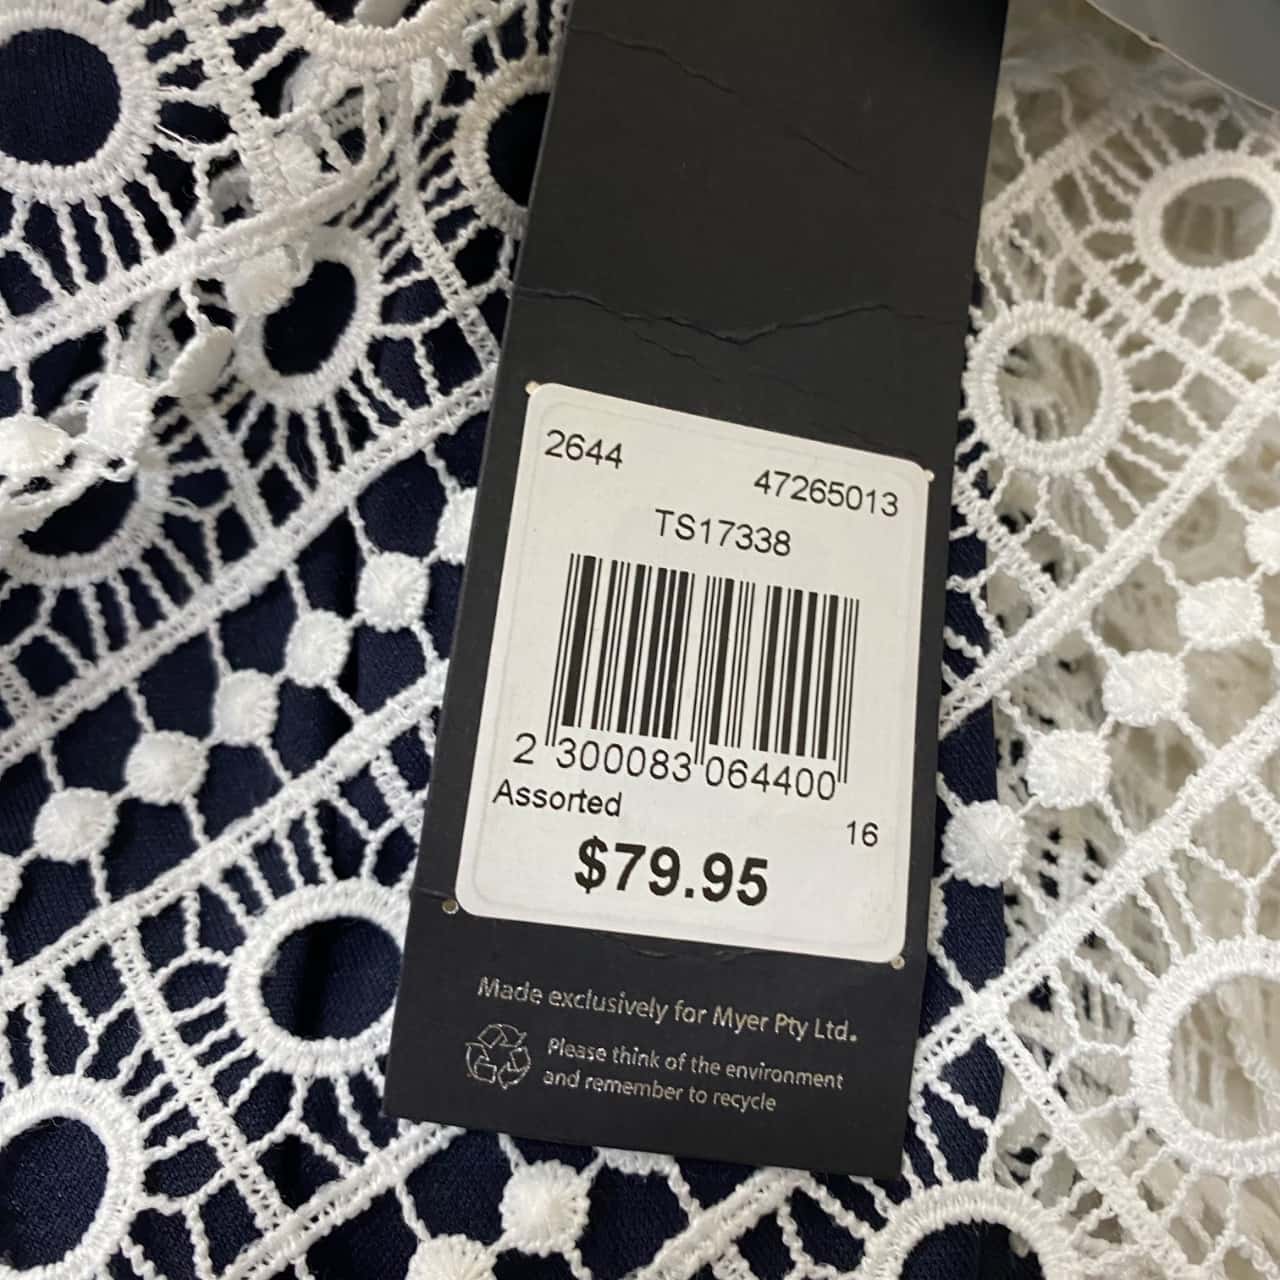 2644
47265013
TS17338
2 300083 064400
Assorted
16
$79.95
Made exclusively for Myer Pty Ltd.
Please think of the environment
and remember to recycle